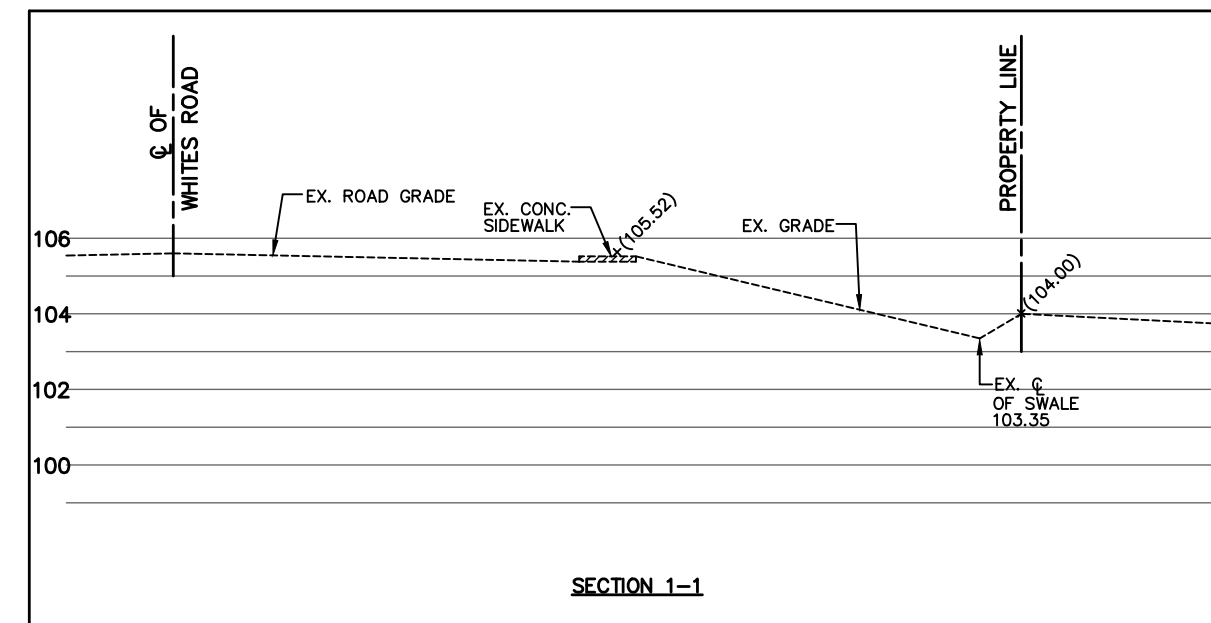 ℄ OF
WHITES ROAD
PROPERTY LINE
EX. ROAD GRADE
EX. CONC.
SIDEWALK
(105.52)
EX. GRADE
(104.00)
106
104
102
100
EX. ℄
OF SWALE
103.35
SECTION 1-1